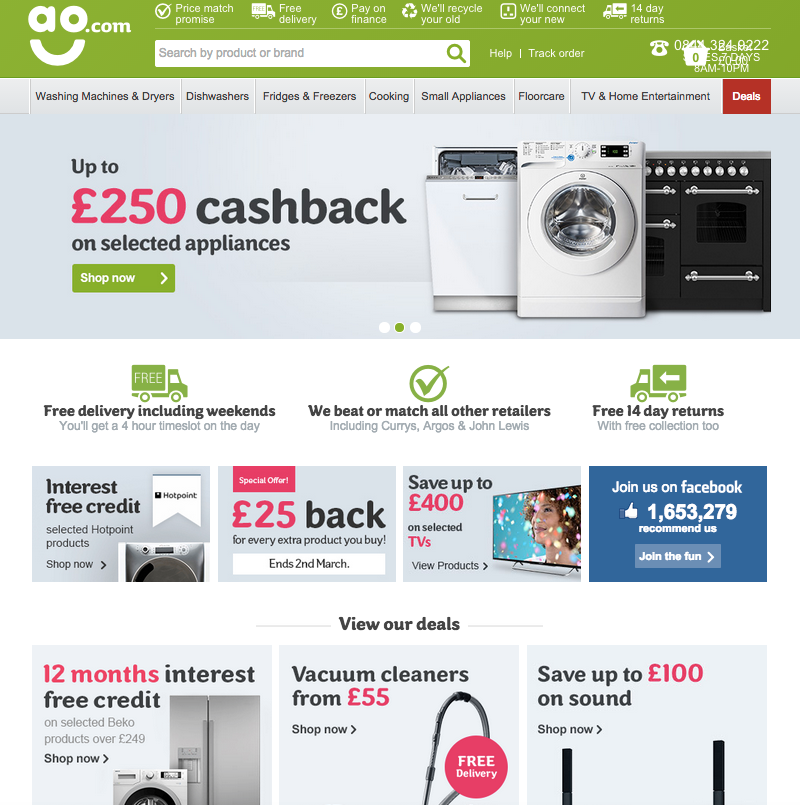 ao.com
Price match promise
Free delivery
Pay on finance
We'll recycle your old
We'll connect your new
14 day returns
Search by product or brand
Help | Track order
0
8AM-10PM
Washing Machines & Dryers
Dishwashers
Fridges & Freezers
Cooking
Small Appliances
Floorcare
TV & Home Entertainment
Deals
Up to
£250 cashback
on selected appliances
Shop now
FREE
Free delivery including weekends
You'll get a 4 hour timeslot on the day
We beat or match all other retailers
Including Currys, Argos & John Lewis
Free 14 day returns
With free collection too
Interest
free credit
selected Hotpoint
products
Shop now
Hotpoint
Special Offer!
£25 back
for every extra product you buy!
Ends 2nd March.
Save up to
£400
on selected
TVs
View Products
Join us on facebook
1,653,279
recommend us
Join the fun
View our deals
12 months interest
free credit
on selected Beko
products over £249
Shop now
Vacuum cleaners
from £55
Shop now
FREE
Delivery
Save up to £100
on sound
Shop now